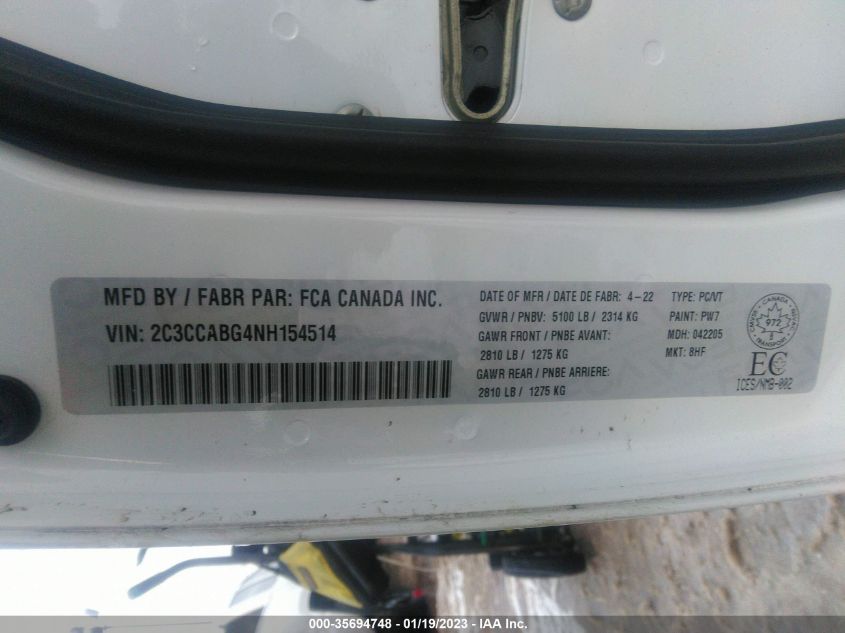 MFD BY / FABR PAR: FCA CANADA INC.
VIN: 2C3CCABG4NH154514
DATE OF MFR / DATE DE FABR: 4-22
GVWR / PNBV: 5100 LB / 2314 KG
GAWR FRONT / PNBE AVANT:
2810 LB / 1275 KG
GAWR REAR / PNBE ARRIERE:
2810 LB / 1275 KG
TYPE: PC/VT
PAINT: PW7
MDH: 042205
MKT: 8HF
CANADA
972
TRANSPORT
EC
ICES/NMB-002
000-35694748 - 01/19/2023 - IAA Inc.